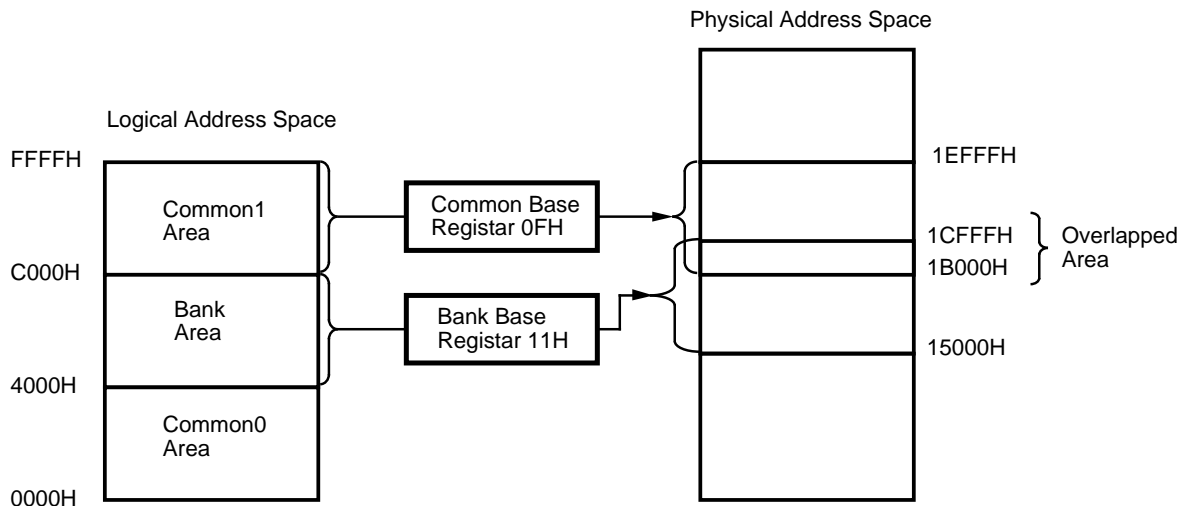 Physical Address Space
Logical Address Space
FFFFH
Common1
Area
C000H
Bank
Area
4000H
Common0
Area
0000H
Common Base
Registar 0FH
Bank Base
Registar 11H
1EFFFH
1CFFFH
1B000H
15000H
Overlapped
Area